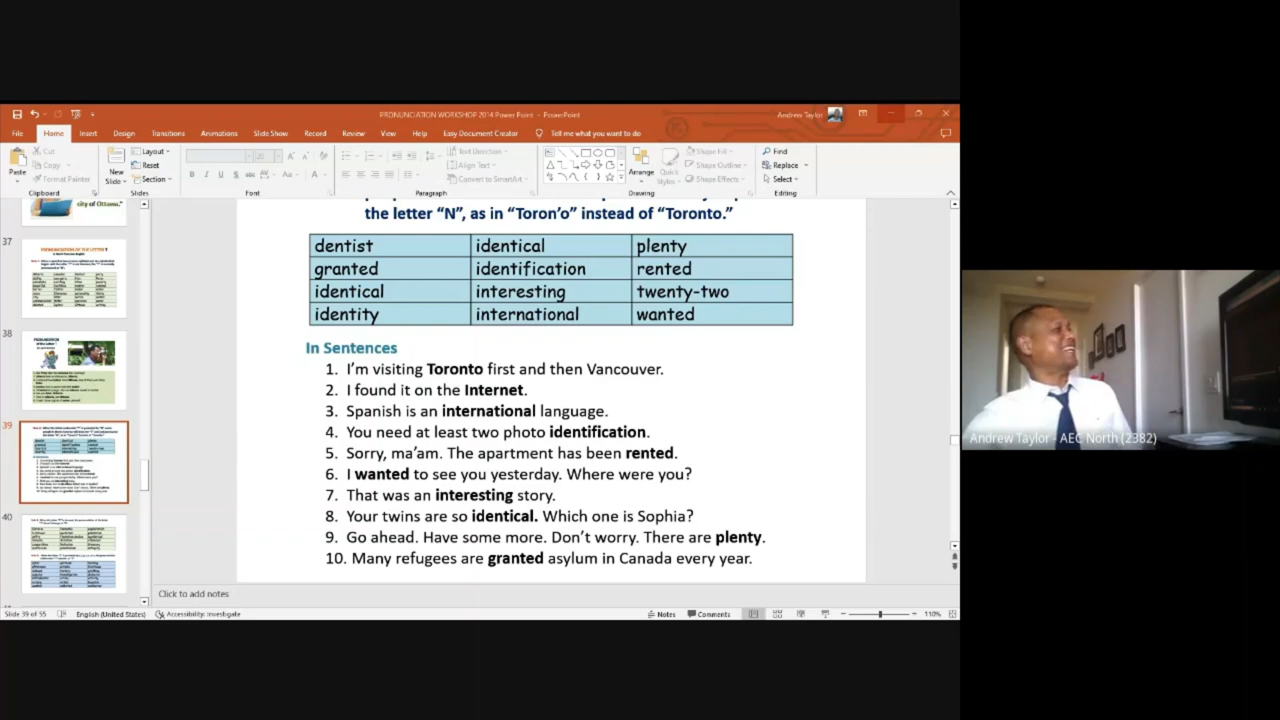 PRONUNCIATION WORKSHOP 2014 Power Point - PowerPoint
Andrew Taylor
File Home Insert Design Transitions Animations Slide Show Record Review View Help Easy Document Creator Tell me what you want to do
Paste
Cut
Copy
Format Painter
Clipboard
New
Slide
Layout
Reset
Section
Slides
Font
Text Direction
Align Text
Convert to SmartArt
Paragraph
Arrange
Quick
Styles
Shape Fill
Shape Outline
Shape Effects
Drawing
Find
Replace
Select
Editing
city of Ottawa."
37
38
39
40
the letter "N", as in "Toron'o" instead of "Toronto."
dentist identical plenty
granted identification rented
identical interesting twenty-two
identity international wanted
In Sentences
1. I'm visiting Toronto first and then Vancouver.
2. I found it on the Internet.
3. Spanish is an international language.
4. You need at least two photo identification.
5. Sorry, ma'am. The apartment has been rented.
6. I wanted to see you yesterday. Where were you?
7. That was an interesting story.
8. Your twins are so identical. Which one is Sophia?
9. Go ahead. Have some more. Don't worry. There are plenty.
10. Many refugees are granted asylum in Canada every year.
Click to add notes
Slide 39 of 55 English (United States) Accessibility: Investigate Notes Comments 110%
Andrew Taylor - AEC North (2382)